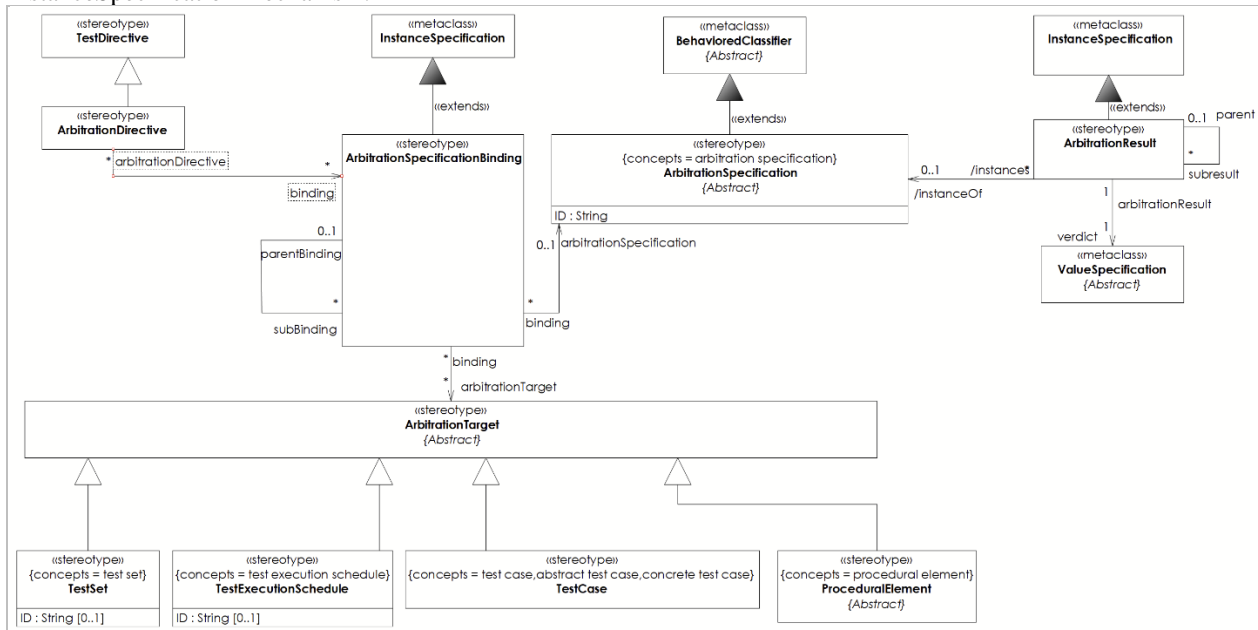 «stereotype»
TestDirective
«metaclass»
InstanceSpecification
«metaclass»
BehavioredClassifier
{Abstract}
«metaclass»
InstanceSpecification
«stereotype»
ArbitrationDirective
«extends»
«extends»
«extends»
* arbitrationDirective
*
binding
«stereotype»
ArbitrationSpecificationBinding
0..1
parentBinding
*
subBinding
«stereotype»
{concepts = arbitration specification}
ArbitrationSpecification
{Abstract}
ID : String
0..1 arbitrationSpecification
*
binding
0..1 /instances *
/instanceOf
«stereotype»
ArbitrationResult
0..1 parent
*
subresult
1
arbitrationResult
1
verdict
«metaclass»
ValueSpecification
{Abstract}
* binding
*
arbitrationTarget
«stereotype»
ArbitrationTarget
{Abstract}
«stereotype»
{concepts = test set}
TestSet
ID : String [0..1]
«stereotype»
{concepts = test execution schedule}
TestExecutionSchedule
ID : String [0..1]
«stereotype»
{concepts = test case,abstract test case,concrete test case}
TestCase
«stereotype»
{concepts = procedural element}
ProceduralElement
{Abstract}